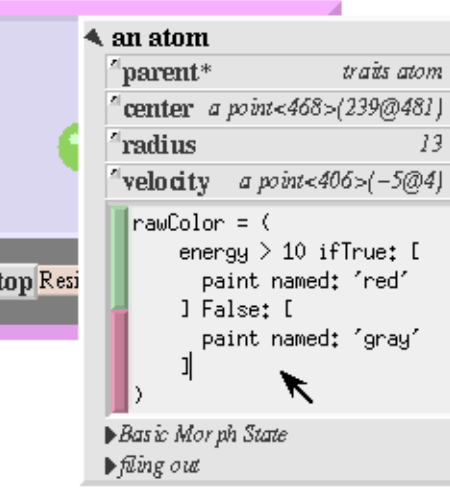 an atom
parent* traits atom
center a point<468>(239@481)
radius 13
velocity a point<406>(-5@4)
rawColor = (
energy > 10 ifTrue: [
paint named: 'red'
] False: [
paint named: 'gray'
]
)
Basic Morph State
filing out
top Resi